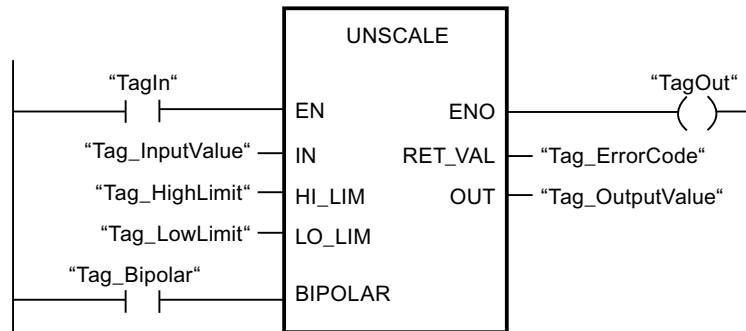 UNSCALE
“TagIn“
“TagOut“
EN
ENO
“Tag_InputValue“
IN
RET_VAL
“Tag_ErrorCode“
“Tag_HighLimit“
HI_LIM
OUT
“Tag_OutputValue“
“Tag_LowLimit“
LO_LIM
“Tag_Bipolar“
BIPOLAR